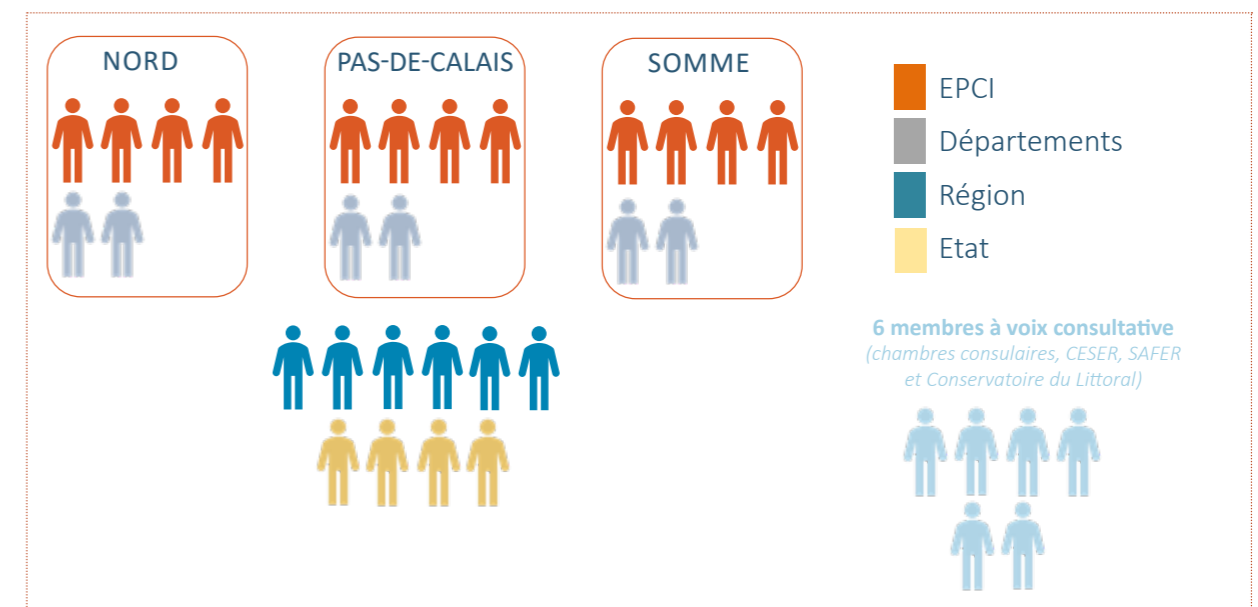 NORD
PAS-DE-CALAIS
SOMME
EPCI
Départements
Région
Etat
6 membres à voix consultative
(chambres consulaires, CESER, SAFER
et Conservatoire du Littoral)